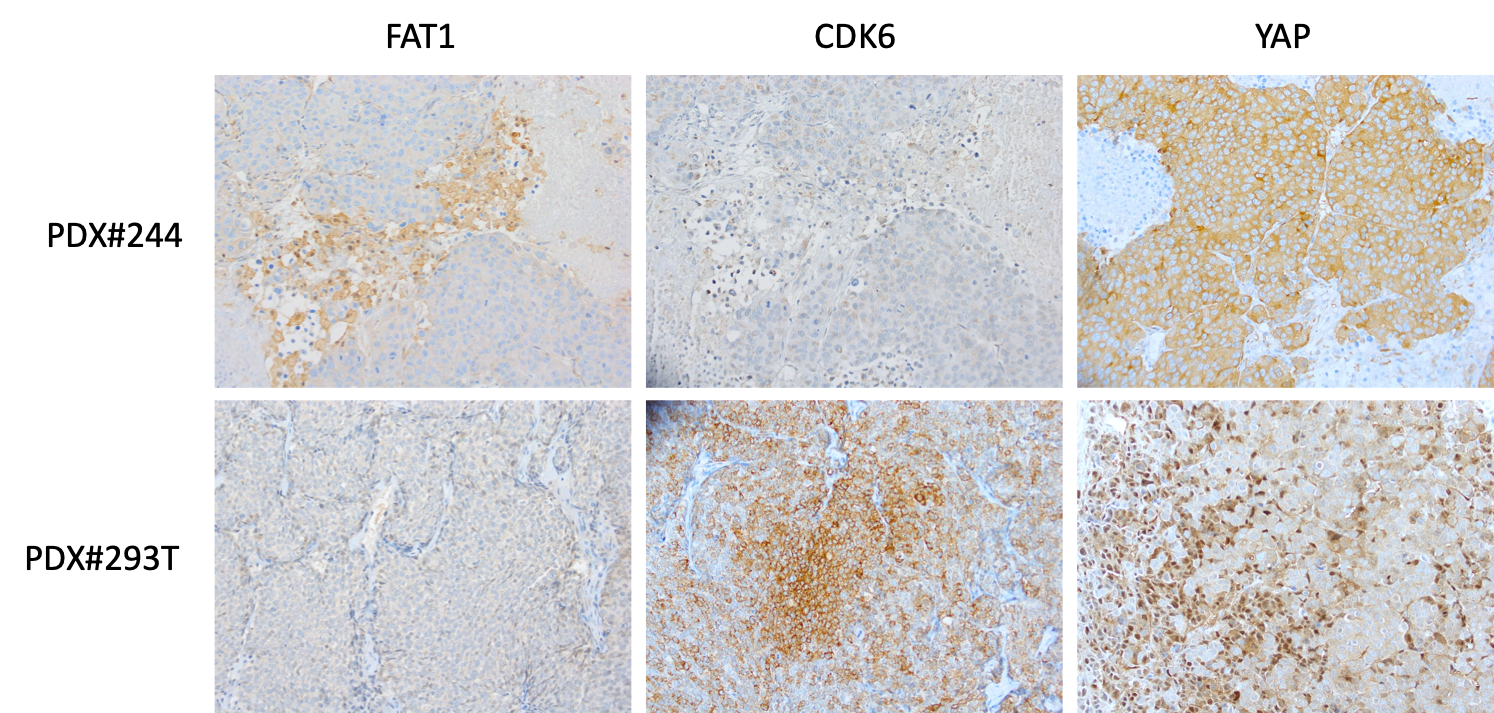 FAT1 CDK6 YAP
PDX#244
PDX#293T